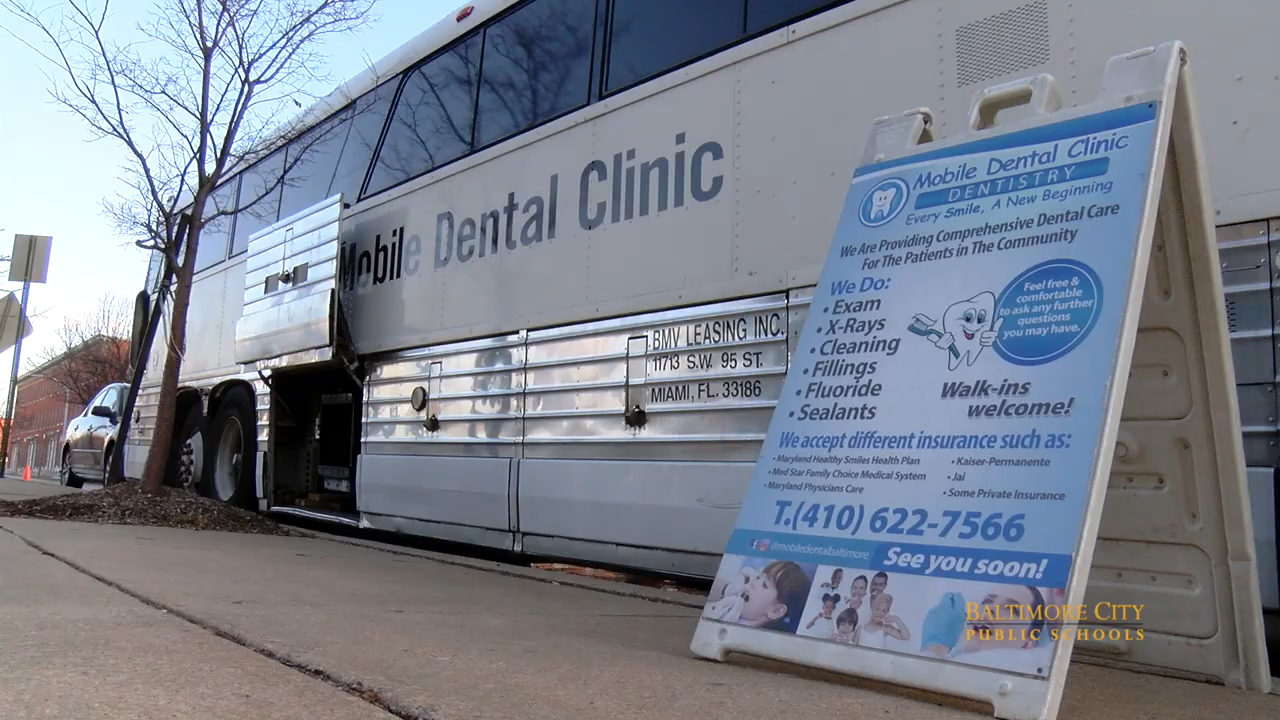 Mobile Dental Clinic
BMV LEASING INC.
11713 S.W. 95 ST.
MIAMI, FL. 33186
Mobile Dental Clinic
DENTISTRY
Every Smile, A New Beginning
We Are Providing Comprehensive Dental Care
For The Patients in The Community
We Do:
• Exam
• X-Rays
• Cleaning
• Fillings
• Fluoride
• Sealants
Feel free &
comfortable
to ask any further
questions
you may have.
Walk-ins
welcome!
We accept different insurance such as:
• Maryland Healthy Smiles Health Plan
• Med Star Family Choice Medical System
• Maryland Physicians Care
• Kaiser-Permanente
• Jai
• Some Private Insurance
T.(410) 622-7566
@mobiledentalbaltimore
See you soon!
BALTIMORE CITY
PUBLIC SCHOOLS